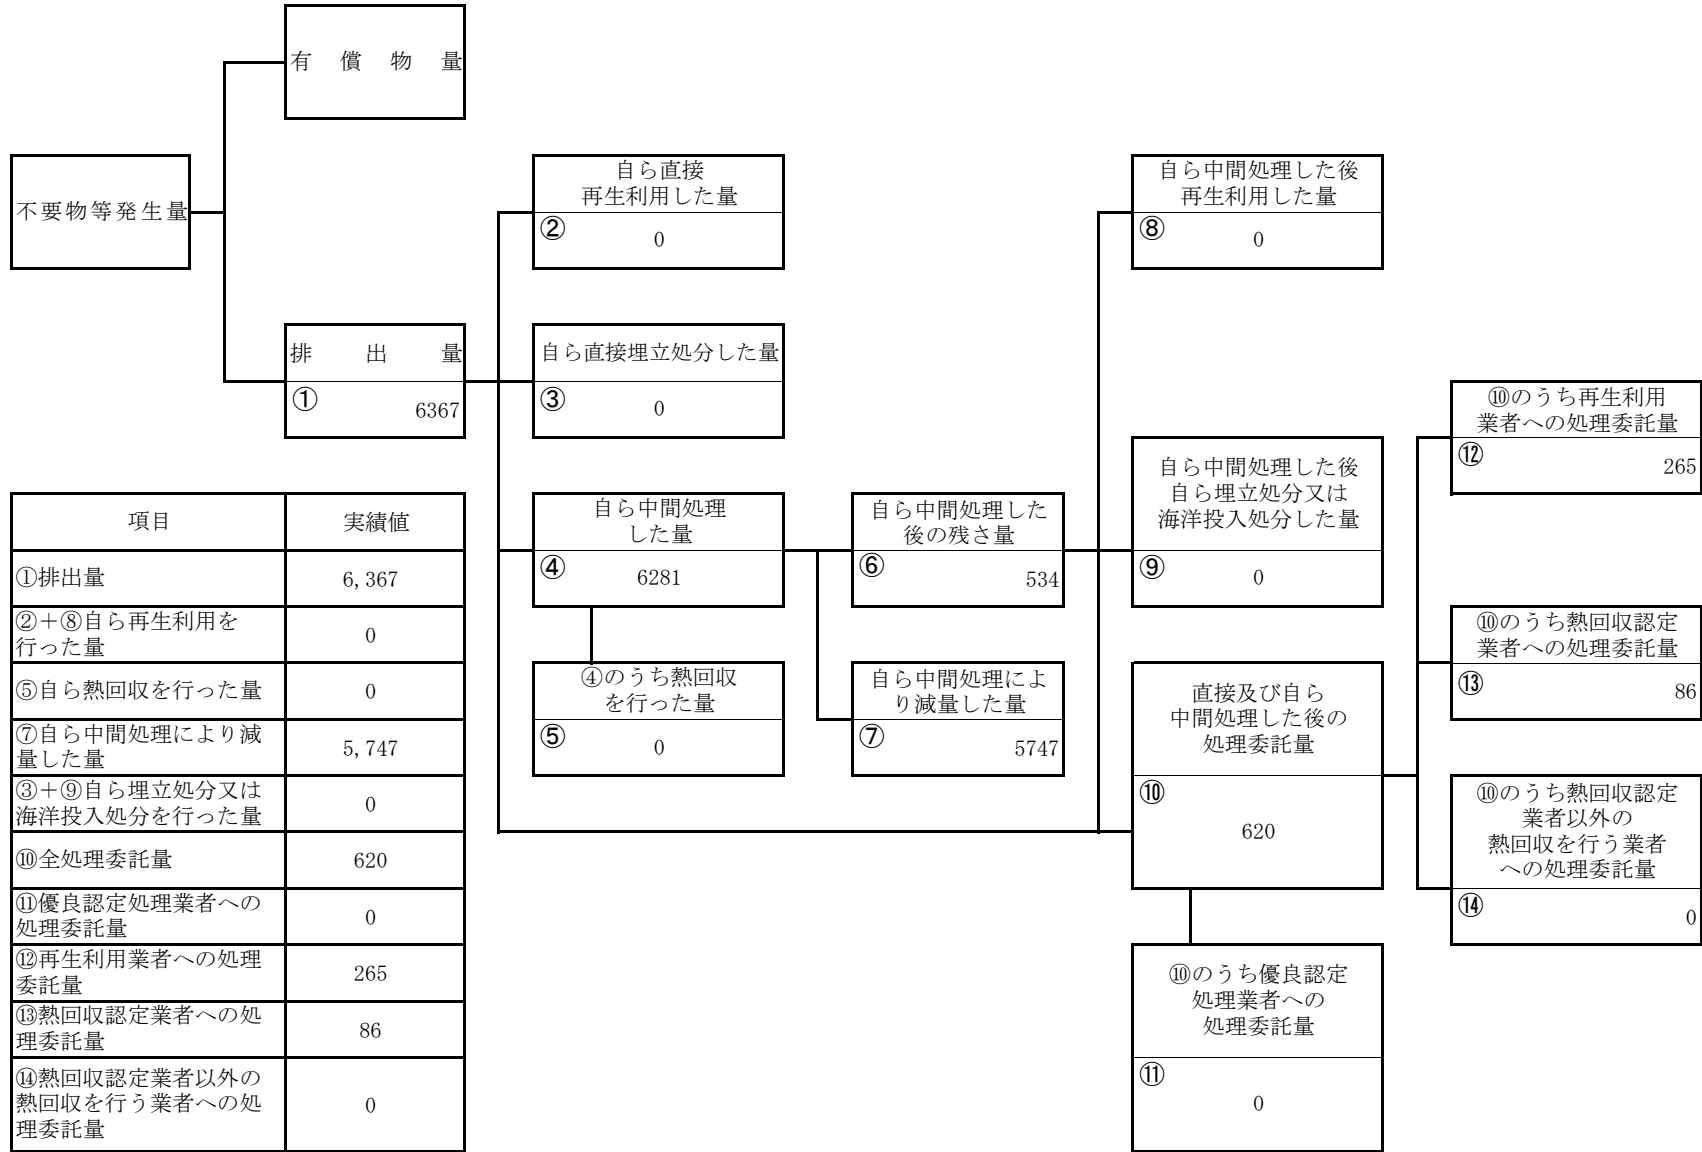 有償物量
不要物等発生量
排出量
①
6367
自ら直接
再生利用した量
②
0
自ら直接埋立処分した量
③
0
自ら中間処理
した量
④
6281
④のうち熱回収
を行った量
⑤
0
自ら中間処理した
後の残さ量
⑥
534
自ら中間処理によ
り減量した量
⑦
5747
自ら中間処理した後
再生利用した量
⑧
0
自ら中間処理した後
自ら埋立処分又は
海洋投入処分した量
⑨
0
直接及び自ら
中間処理した後の
処理委託量
⑩
620
⑩のうち優良認定
処理業者への
処理委託量
⑪
0
⑩のうち再生利用
業者への処理委託量
⑫
265
⑩のうち熱回収認定
業者への処理委託量
⑬
86
⑩のうち熱回収認定
業者以外の
熱回収を行う業者
への処理委託量
⑭
0
項目 実績値
①排出量 6,367
②＋⑧自ら再生利用を
行った量
0
⑤自ら熱回収を行った量 0
⑦自ら中間処理により減
量した量
5,747
③＋⑨自ら埋立処分又は
海洋投入処分を行った量
0
⑩全処理委託量 620
⑪優良認定処理業者への
処理委託量
0
⑫再生利用業者への処理
委託量
265
⑬熱回収認定業者への処
理委託量
86
⑭熱回収認定業者以外の
熱回収を行う業者への処
理委託量
0